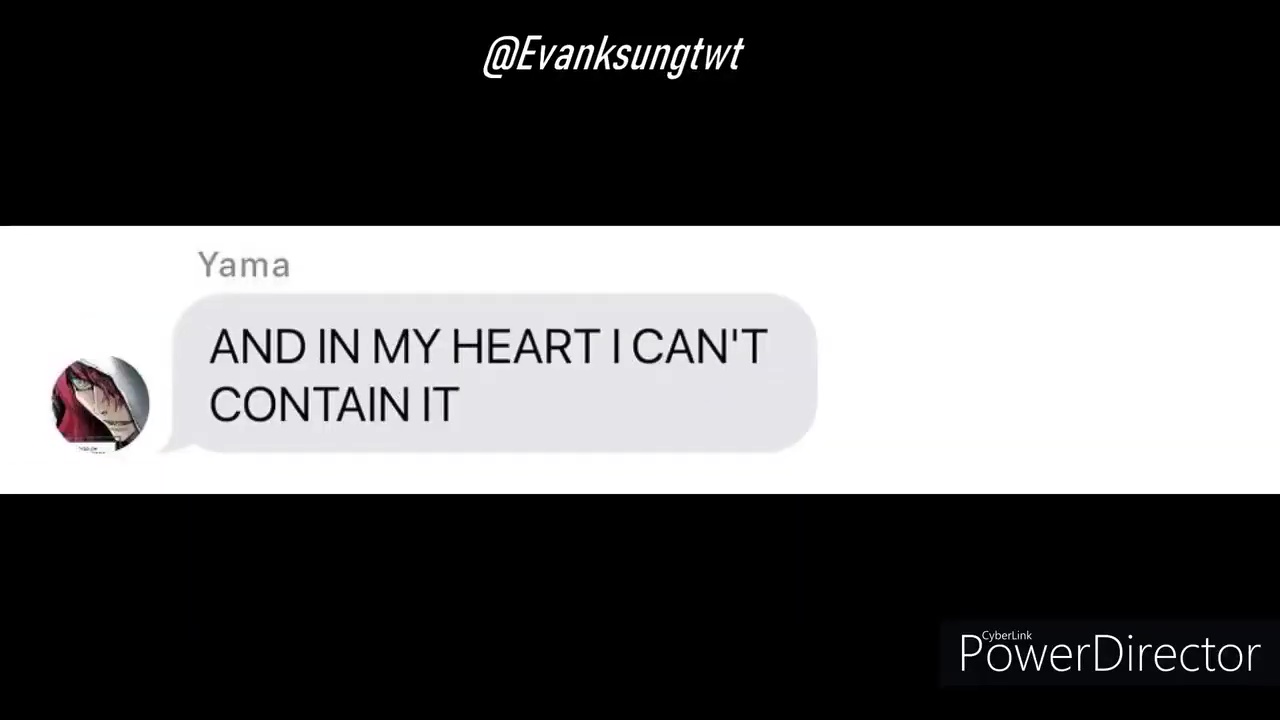 @Evanksungtwt
Yama
AND IN MY HEART I CAN'T
CONTAIN IT
CyberLink
PowerDirector